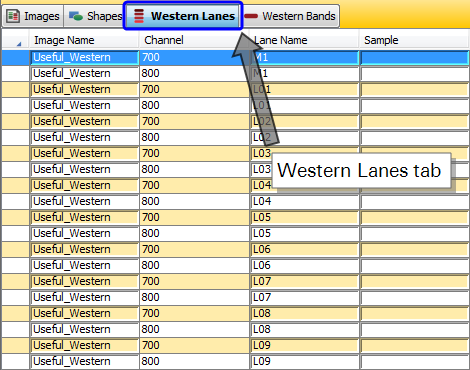 Images Shapes Western Lanes Western Bands
Image Name Channel Lane Name Sample
Useful_Western 700 M1
Useful_Western 800 M1
Useful_Western 700 L01
Useful_Western 800 L01
Useful_Western 700 L02
Useful_Western 800 L02
Useful_Western 700 L03
Useful_Western 800 L03
Western Lanes tab
Useful_Western 700 L04
Useful_Western 800 L04
Useful_Western 700 L05
Useful_Western 800 L05
Useful_Western 700 L06
Useful_Western 800 L06
Useful_Western 700 L07
Useful_Western 800 L07
Useful_Western 700 L08
Useful_Western 800 L08
Useful_Western 700 L09
Useful_Western 800 L09